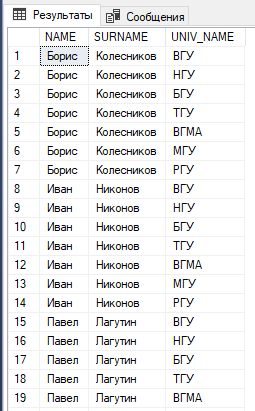 Результаты Сообщения
NAME SURNAME UNIV_NAME
1 Борис Колесников ВГУ
2 Борис Колесников НГУ
3 Борис Колесников БГУ
4 Борис Колесников ТГУ
5 Борис Колесников ВГМА
6 Борис Колесников МГУ
7 Борис Колесников РГУ
8 Иван Никонов ВГУ
9 Иван Никонов НГУ
10 Иван Никонов БГУ
11 Иван Никонов ТГУ
12 Иван Никонов ВГМА
13 Иван Никонов МГУ
14 Иван Никонов РГУ
15 Павел Лагутин ВГУ
16 Павел Лагутин НГУ
17 Павел Лагутин БГУ
18 Павел Лагутин ТГУ
19 Павел Лагутин ВГМА